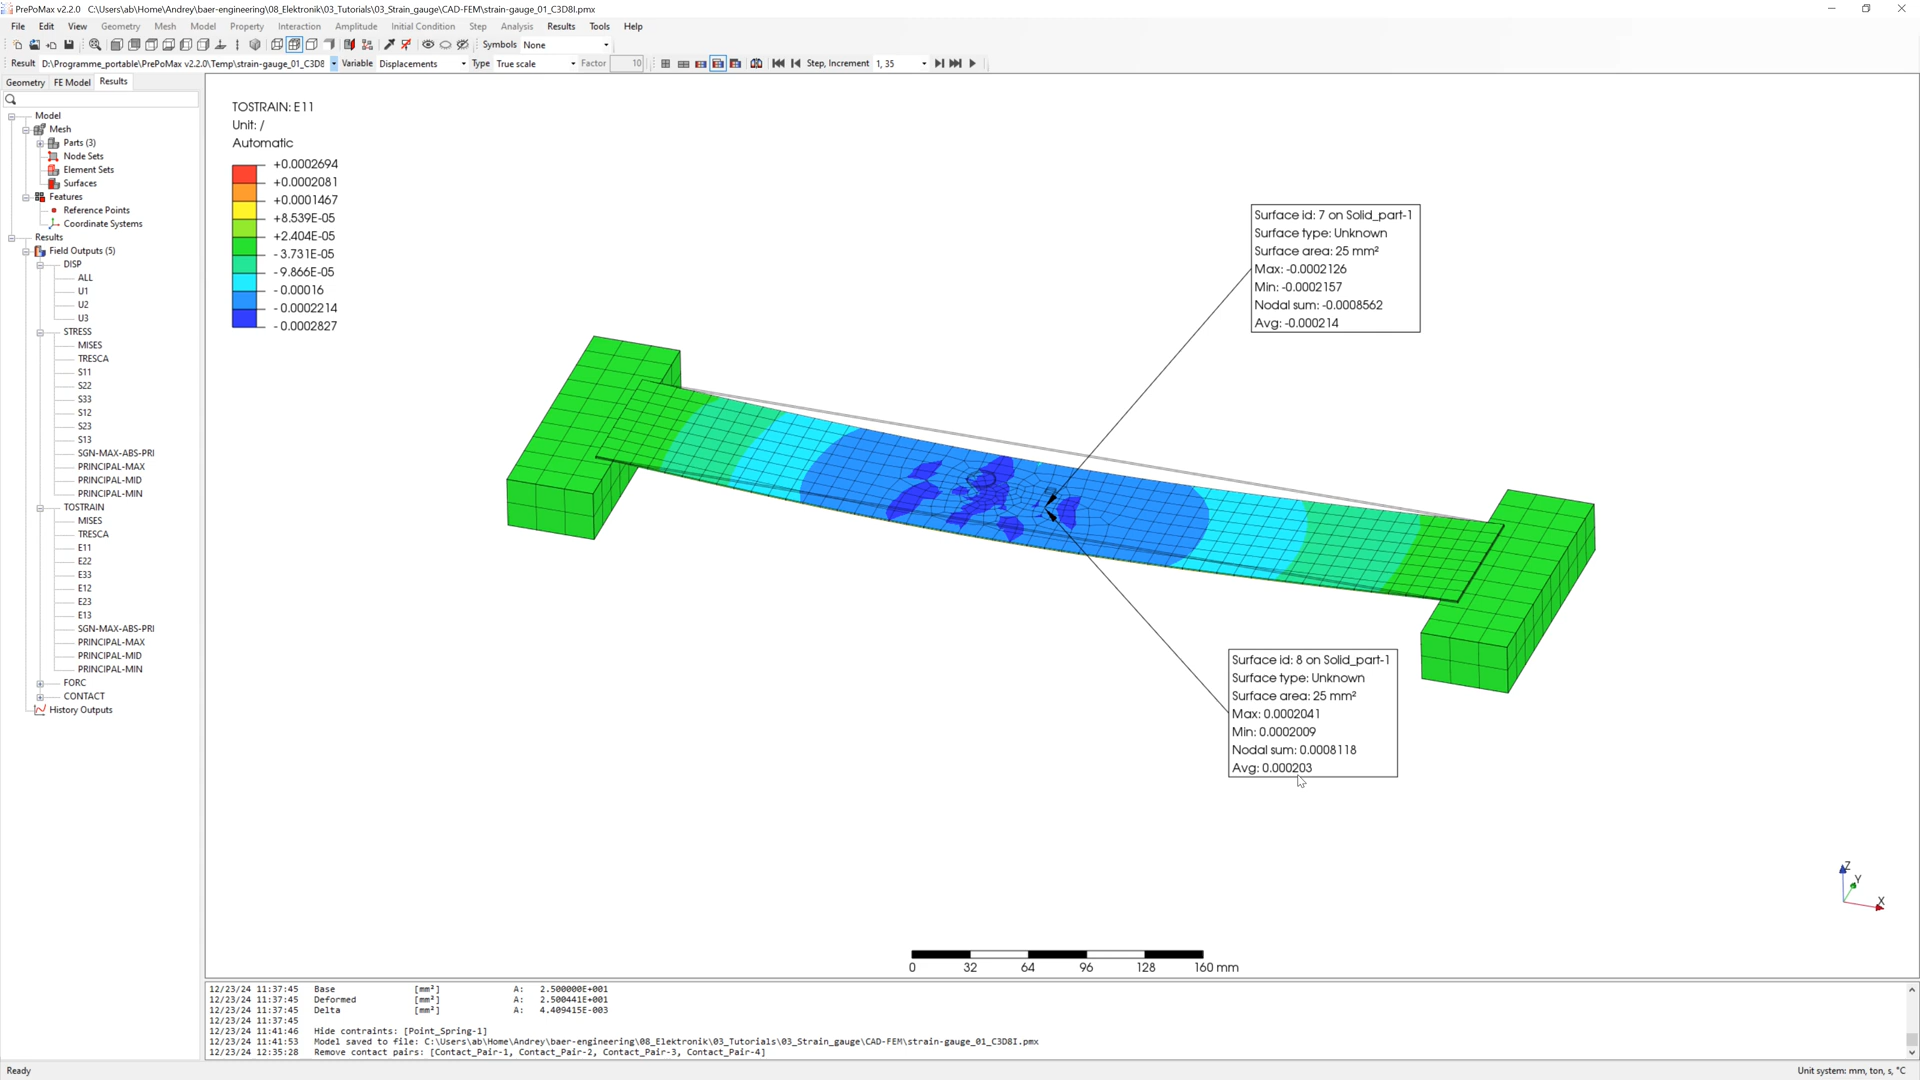 PrePoMax v2.2.0   C:\Users\ab\Home\Andrey\baer-engineering\08_Elektronik\03_Tutorials\03_Strain_gauge\CAD-FEM\strain-gauge_01_C3D8I.pmx
File Edit View Geometry Mesh Model Property Interaction Amplitude Initial Condition Step Analysis Results Tools Help
Symbols None
Result D:\Programme_portable\PrePoMax v2.2.0\Temp\strain-gauge_01_C3D8 Variable Displacements Type True scale Factor 10 Step, Increment 1, 35
Geometry FE Model Results
Model
Mesh
Parts (3)
Node Sets
Element Sets
Surfaces
Features
Reference Points
Coordinate Systems
Results
Field Outputs (5)
DISP
ALL
U1
U2
U3
STRESS
MISES
TRESCA
S11
S22
S33
S12
S23
S13
SGN-MAX-ABS-PRI
PRINCIPAL-MAX
PRINCIPAL-MID
PRINCIPAL-MIN
TOSTRAIN
MISES
TRESCA
E11
E22
E33
E12
E23
E13
SGN-MAX-ABS-PRI
PRINCIPAL-MAX
PRINCIPAL-MID
PRINCIPAL-MIN
FORC
CONTACT
History Outputs
TOSTRAIN: E11
Unit: /
Automatic
+0.0002694
+0.0002081
+0.0001467
+8.539E-05
+2.404E-05
- 3.731E-05
- 9.866E-05
- 0.00016
- 0.0002214
- 0.0002827
Surface id: 7 on Solid_part-1
Surface type: Unknown
Surface area: 25 mm²
Max: -0.0002126
Min: -0.0002157
Nodal sum: -0.0008562
Avg: -0.000214
Surface id: 8 on Solid_part-1
Surface type: Unknown
Surface area: 25 mm²
Max: 0.0002041
Min: 0.0002009
Nodal sum: 0.0008118
Avg: 0.000203
Z
Y
X
0 32 64 96 128 160 mm
12/23/24 11:37:45 Base [mm²] A: 2.500000E+001
12/23/24 11:37:45 Deformed [mm²] A: 2.500441E+001
12/23/24 11:37:45 Delta [mm²] A: 4.409415E-003
12/23/24 11:37:45
12/23/24 11:41:46 Hide contraints: [Point_Spring-1]
12/23/24 11:41:53 Model saved to file: C:\Users\ab\Home\Andrey\baer-engineering\08_Elektronik\03_Tutorials\03_Strain_gauge\CAD-FEM\strain-gauge_01_C3D8I.pmx
12/23/24 12:35:28 Remove contact pairs: [Contact_Pair-1, Contact_Pair-2, Contact_Pair-3, Contact_Pair-4]
Ready
Unit system: mm, ton, s, °C